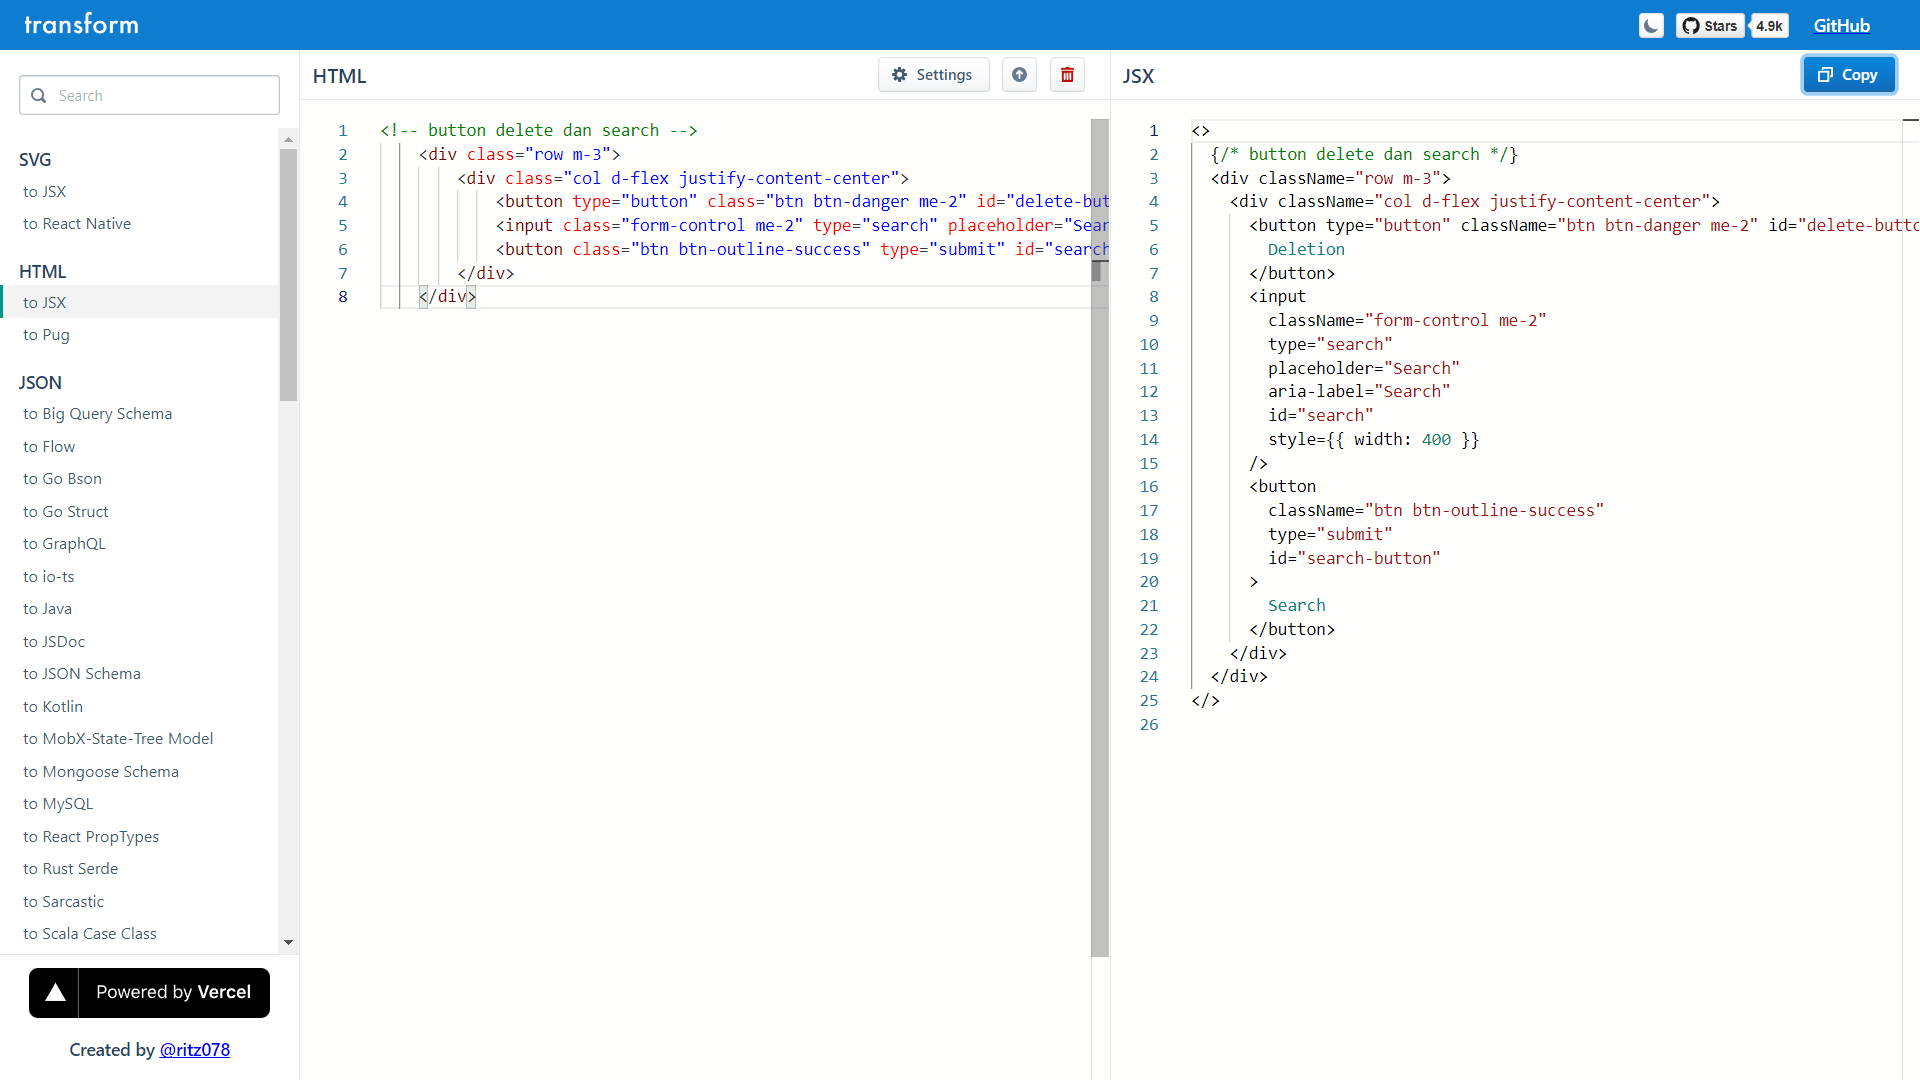 transform
Stars
4.9k
GitHub
Search
SVG
to JSX
to React Native
HTML
to JSX
to Pug
JSON
to Big Query Schema
to Flow
to Go Bson
to Go Struct
to GraphQL
to io-ts
to Java
to JSDoc
to JSON Schema
to Kotlin
to MobX-State-Tree Model
to Mongoose Schema
to MySQL
to React PropTypes
to Rust Serde
to Sarcastic
to Scala Case Class
Powered by Vercel
Created by @ritz078
HTML
Settings
1 <!-- button delete dan search -->
2 <div class="row m-3">
3 <div class="col d-flex justify-content-center">
4 <button type="button" class="btn btn-danger me-2" id="delete-but
5 <input class="form-control me-2" type="search" placeholder="Sear
6 <button class="btn btn-outline-success" type="submit" id="search
7 </div>
8 </div>
JSX
Copy
1 <>
2 {/* button delete dan search */}
3 <div className="row m-3">
4 <div className="col d-flex justify-content-center">
5 <button type="button" className="btn btn-danger me-2" id="delete-butto
6 Deletion
7 </button>
8 <input
9 className="form-control me-2"
10 type="search"
11 placeholder="Search"
12 aria-label="Search"
13 id="search"
14 style={{ width: 400 }}
15 />
16 <button
17 className="btn btn-outline-success"
18 type="submit"
19 id="search-button"
20 >
21 Search
22 </button>
23 </div>
24 </div>
25 </>
26